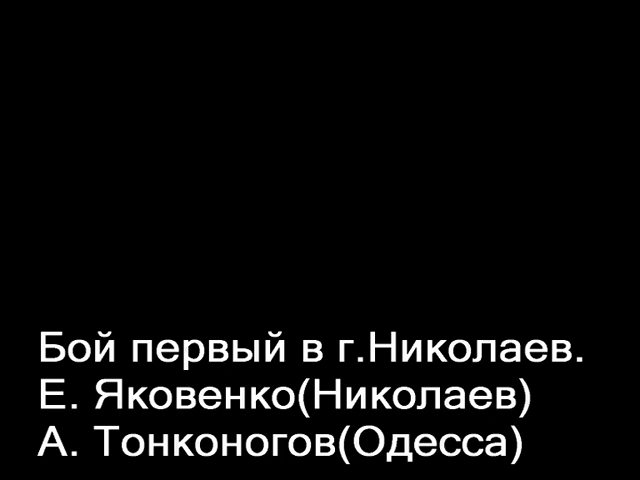 Бой первый в г.Николаев.
Е. Яковенко(Николаев)
А. Тонконогов(Одесса)